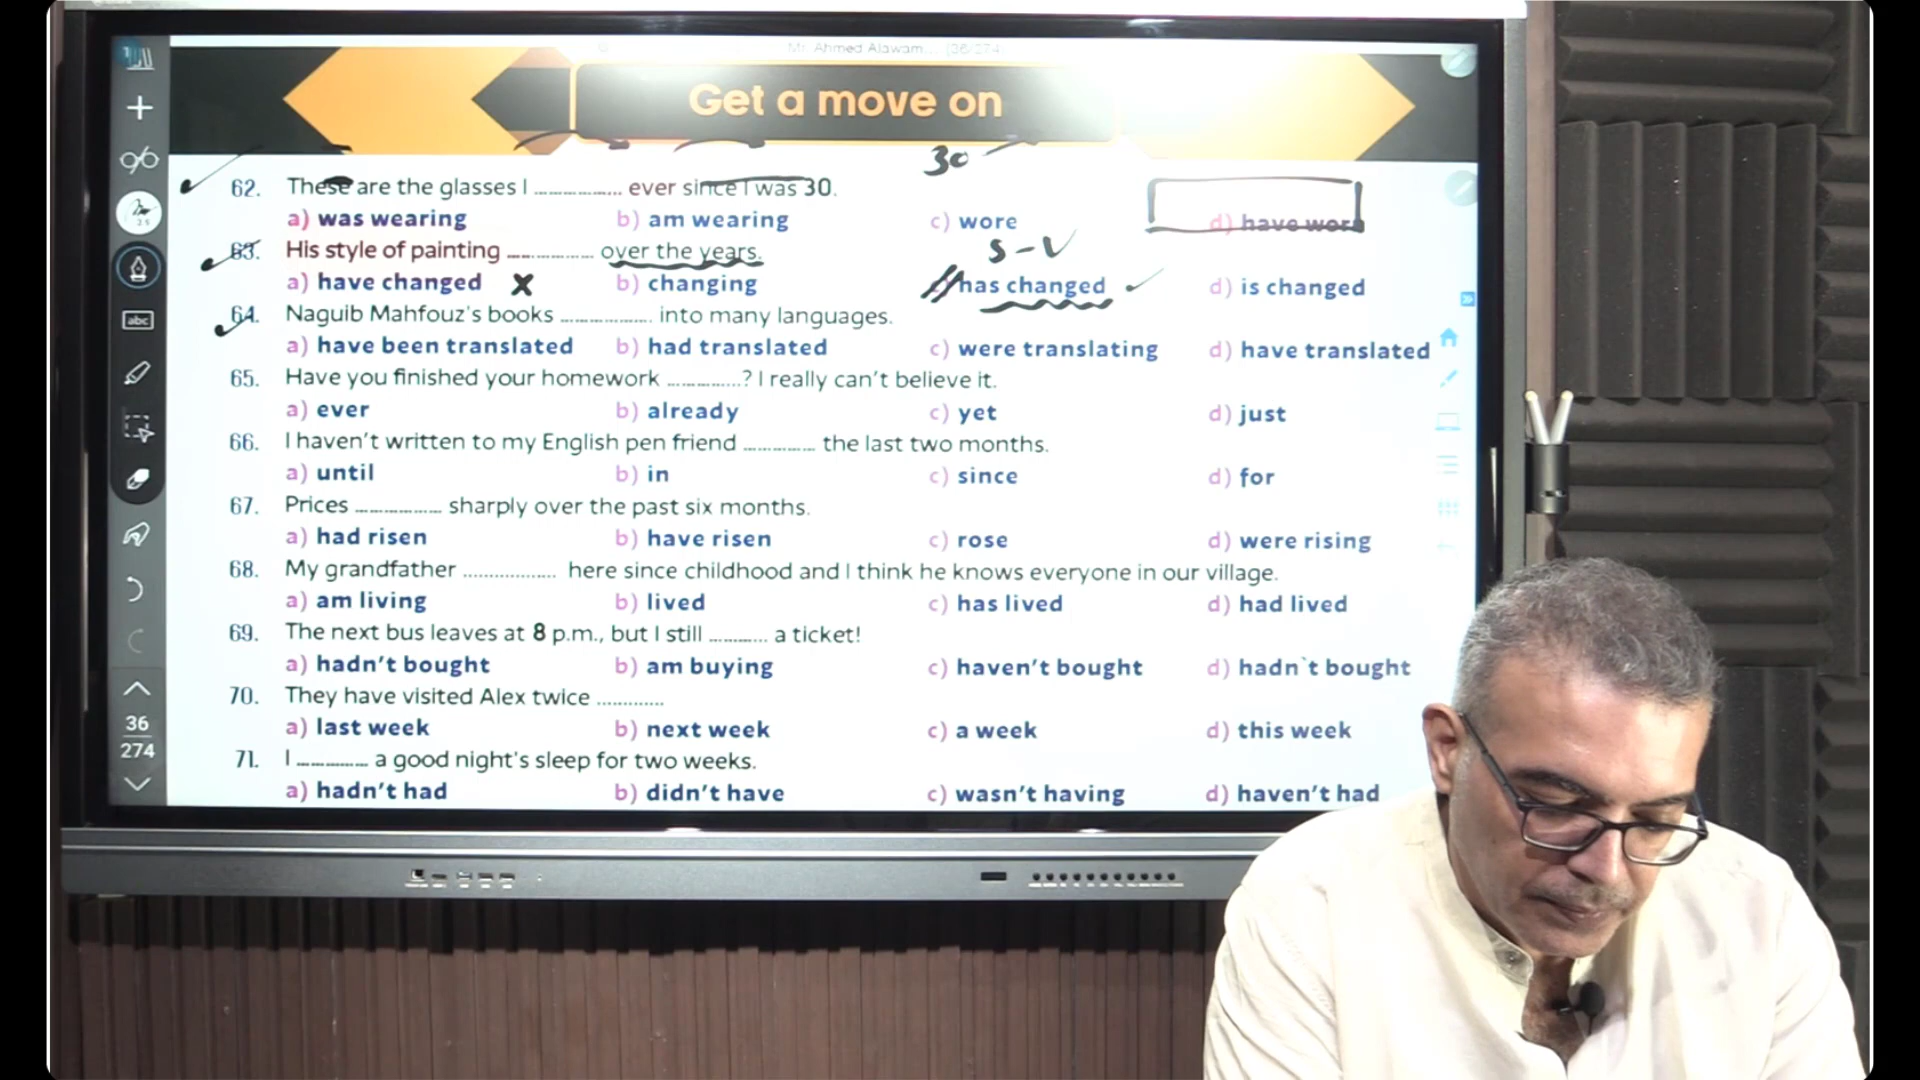 Mr. Ahmed Alawam... (36/274)
Get a move on
30
62. These are the glasses I .................. ever since I was 30.
a) was wearing b) am wearing c) wore d) have worn
S - V
63. His style of painting .................. over the years.
a) have changed X b) changing has changed ✓ d) is changed
64. Naguib Mahfouz's books .................. into many languages.
a) have been translated b) had translated c) were translating d) have translated
65. Have you finished your homework ...............? I really can't believe it.
a) ever b) already c) yet d) just
66. I haven't written to my English pen friend ............... the last two months.
a) until b) in c) since d) for
67. Prices .................. sharply over the past six months.
a) had risen b) have risen c) rose d) were rising
68. My grandfather .................. here since childhood and I think he knows everyone in our village.
a) am living b) lived c) has lived d) had lived
69. The next bus leaves at 8 p.m., but I still ............ a ticket!
a) hadn't bought b) am buying c) haven't bought d) hadn`t bought
70. They have visited Alex twice .............
a) last week b) next week c) a week d) this week
71. I ............... a good night's sleep for two weeks.
a) hadn't had b) didn't have c) wasn't having d) haven't had
abc
36
274